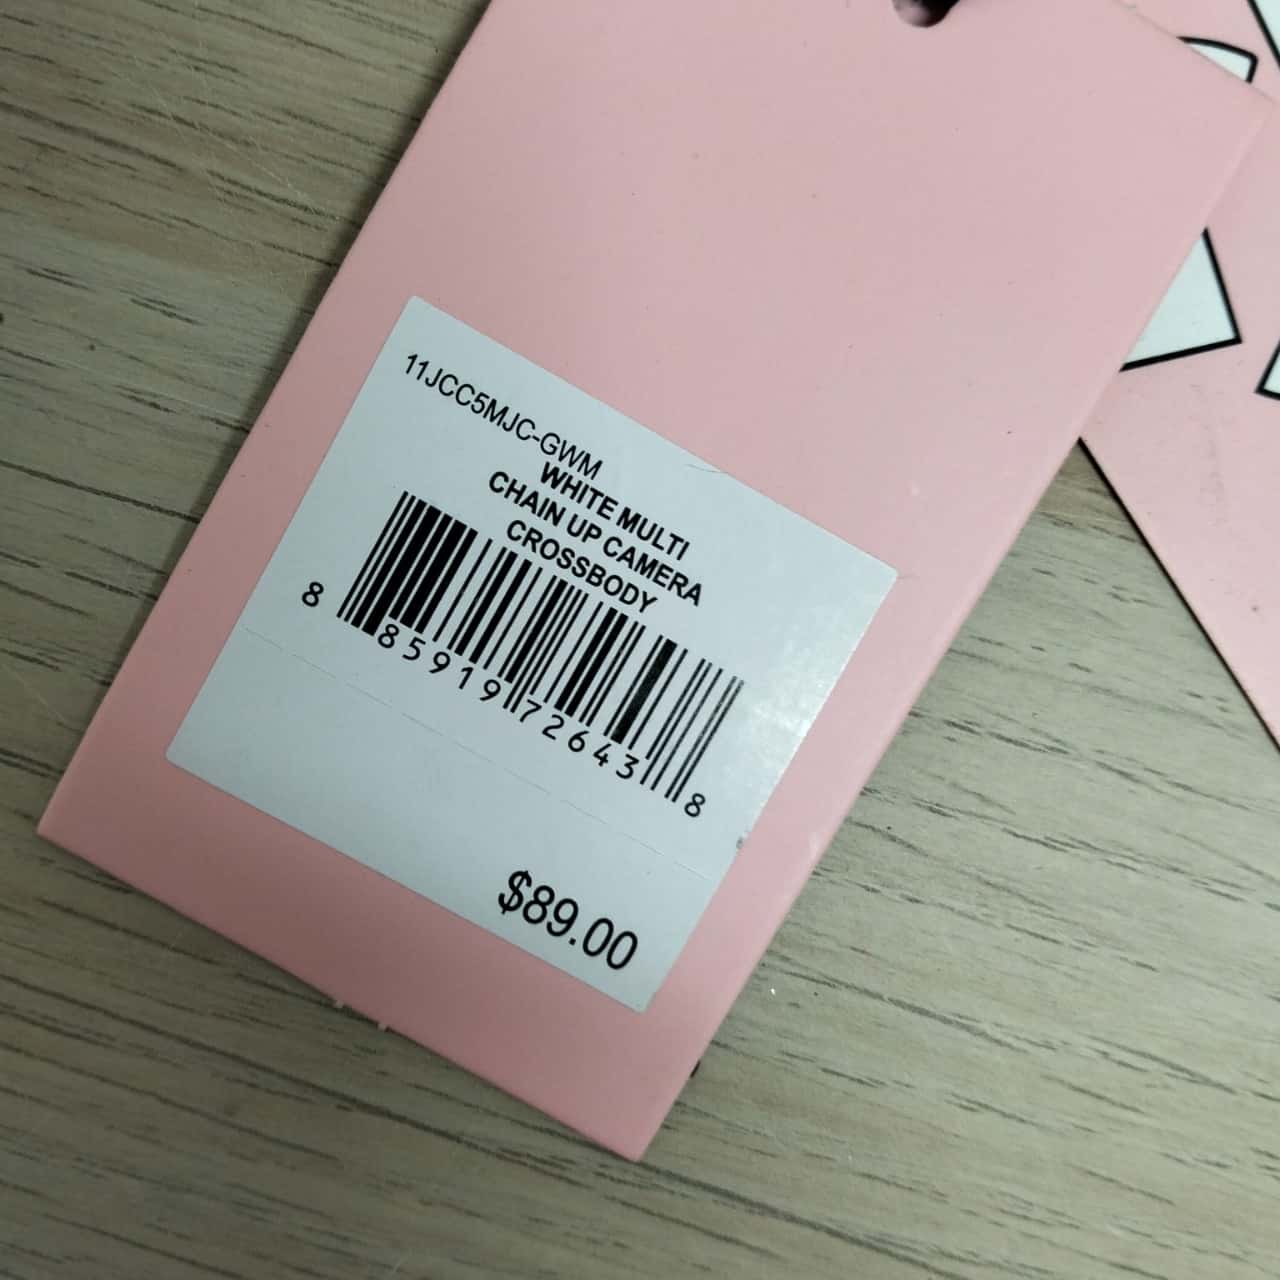 11JCC5MJC-GWM
WHITE MULTI
CHAIN UP CAMERA
CROSSBODY
8 85919 72643 8
$89.00